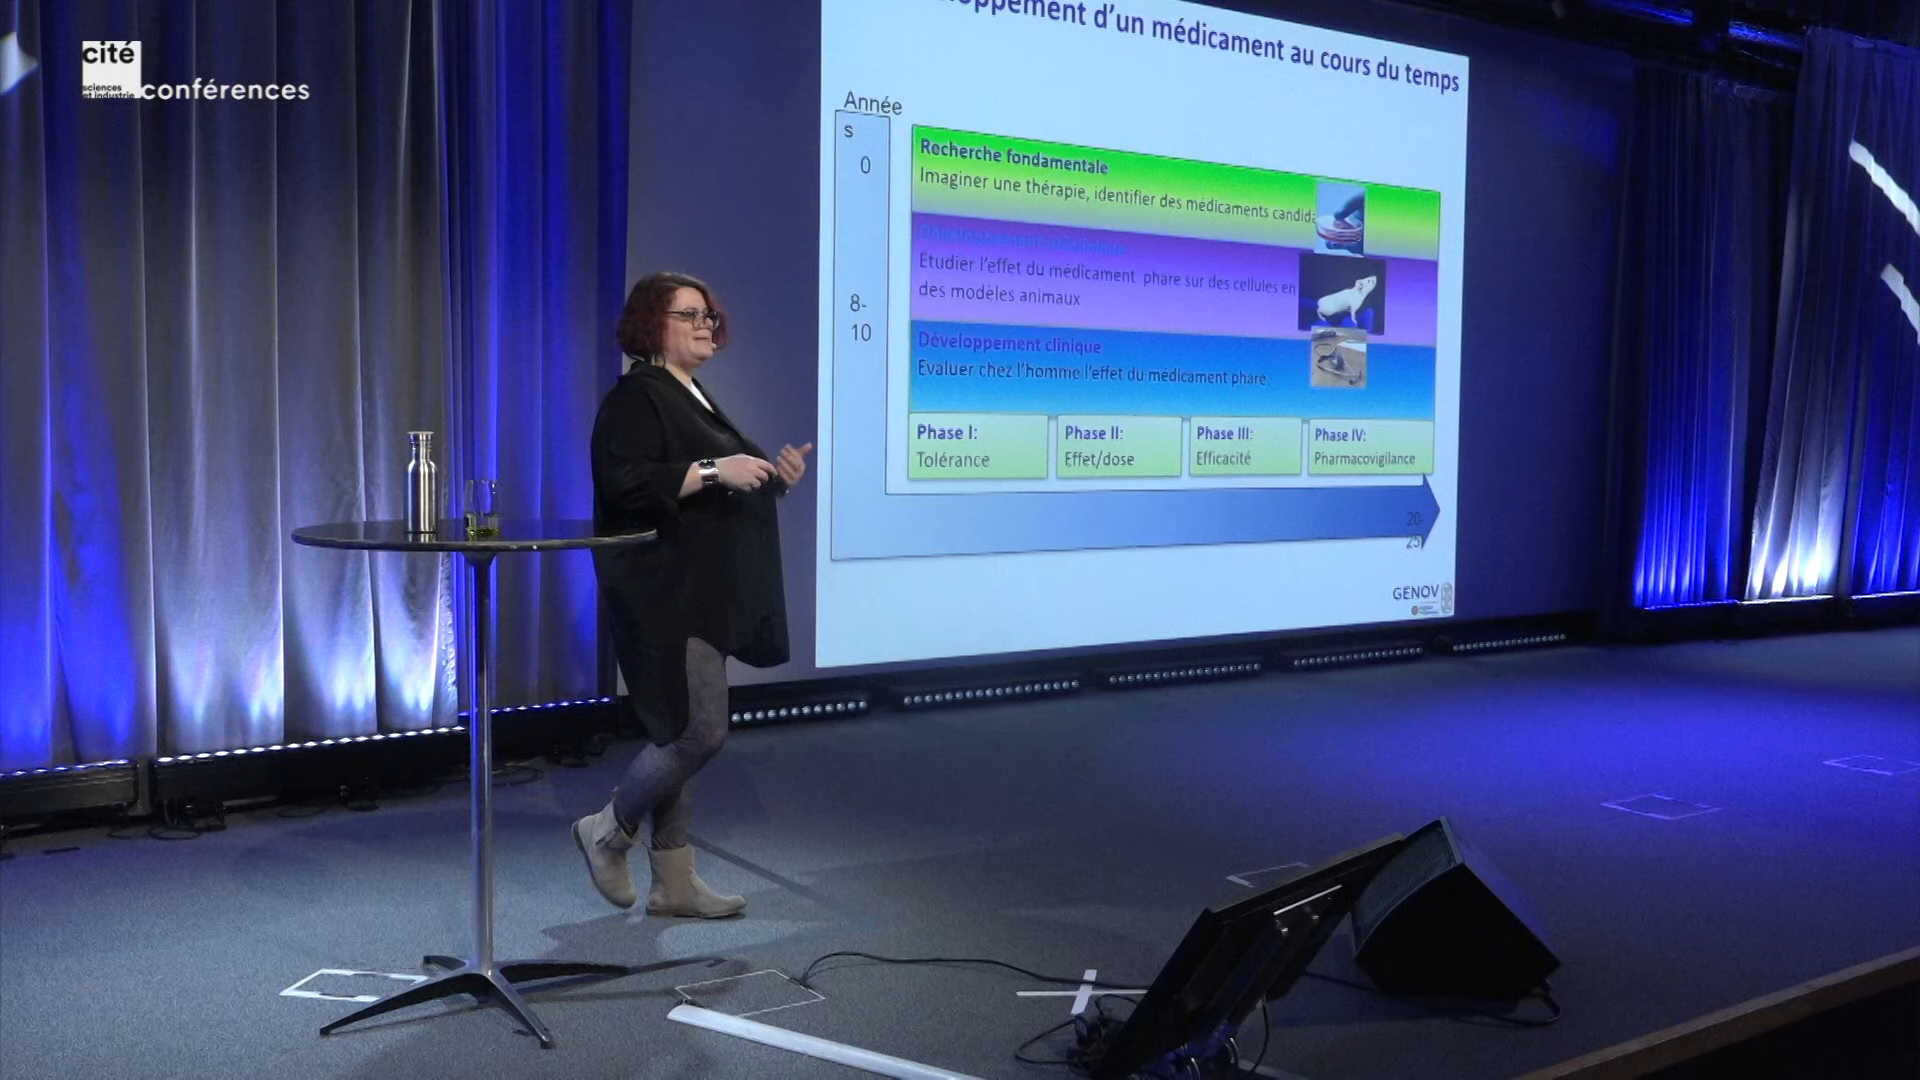 cité
sciences
et industrie
conférences
d'un médicament au cours du temps
Année
s
0
8-
10
Recherche fondamentale
Imaginer une thérapie, identifier des médicaments
Développement préclinique
Etudier l'effet du médicament phare sur des cellules en
des modèles animaux
Développement clinique
Evaluer chez l'homme l'effet du médicament phare
Phase I:
Tolérance
Phase II:
Effet/dose
Phase III:
Efficacité
Phase IV:
Pharmacovigilance
20-
25
GENOV